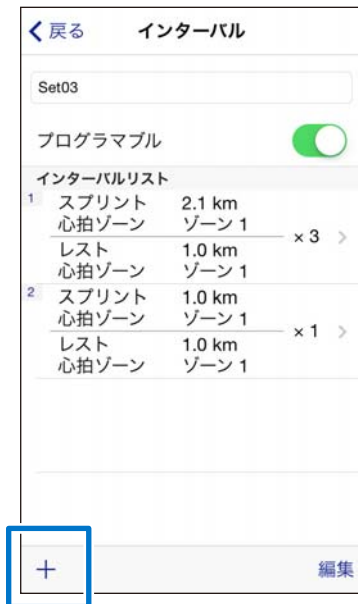 戻る インターバル
Set03
プログラマブル
インターバルリスト
1 スプリント 2.1 km
心拍ゾーン ゾーン 1
× 3
レスト 1.0 km
心拍ゾーン ゾーン 1
2 スプリント 1.0 km
心拍ゾーン ゾーン 1
× 1
レスト 1.0 km
心拍ゾーン ゾーン 1
+ 編集